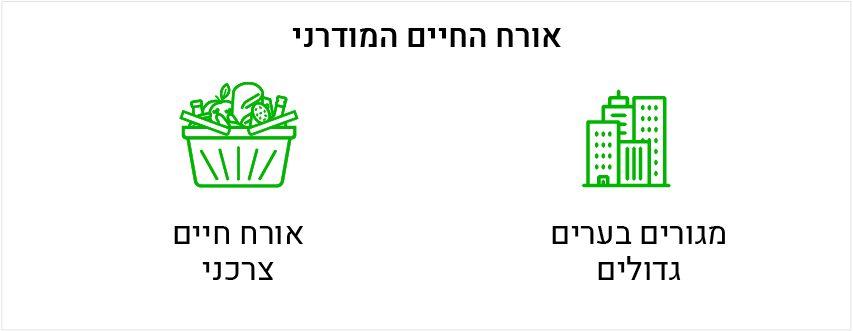 אורח החיים המודרני
מגורים בערים
גדולים
אורח חיים
צרכני